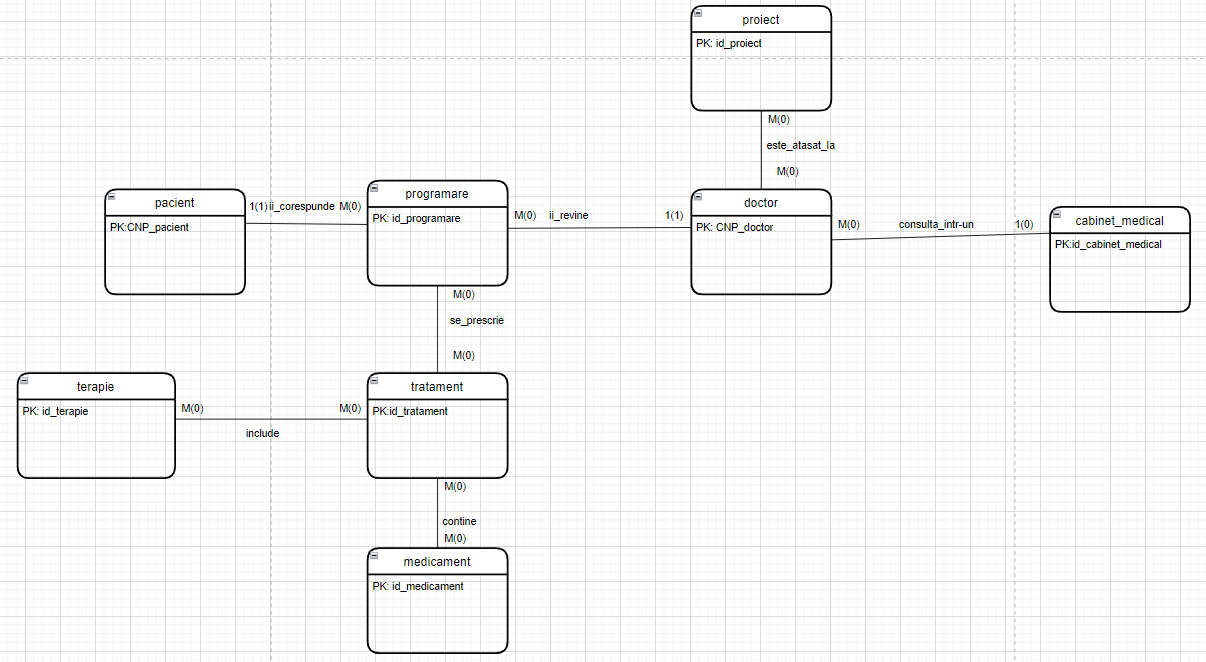 proiect
PK: id_proiect
M(0)
este_atasat_la
M(0)
pacient
PK:CNP_pacient
1(1)
ii_corespunde
M(0)
programare
PK: id_programare
M(0)
ii_revine
1(1)
doctor
PK: CNP_doctor
M(0)
consulta_intr-un
1(0)
cabinet_medical
PK:id_cabinet_medical
M(0)
se_prescrie
M(0)
terapie
PK: id_terapie
M(0)
include
M(0)
tratament
PK:id_tratament
M(0)
contine
M(0)
medicament
PK: id_medicament